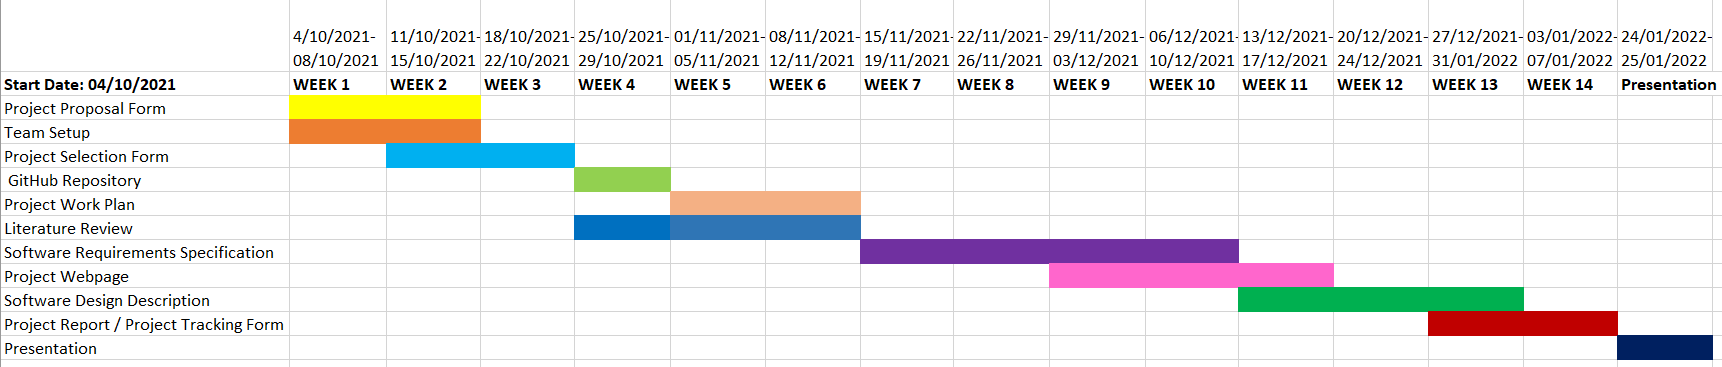 4/10/2021- 11/10/2021- 18/10/2021- 25/10/2021- 01/11/2021- 08/11/2021- 15/11/2021- 22/11/2021- 29/11/2021- 06/12/2021- 13/12/2021- 20/12/2021- 27/12/2021- 03/01/2022- 24/01/2022-
08/10/2021 15/10/2021 22/10/2021 29/10/2021 05/11/2021 12/11/2021 19/11/2021 26/11/2021 03/12/2021 10/12/2021 17/12/2021 24/12/2021 31/01/2022 07/01/2022 25/01/2022
Start Date: 04/10/2021 WEEK 1 WEEK 2 WEEK 3 WEEK 4 WEEK 5 WEEK 6 WEEK 7 WEEK 8 WEEK 9 WEEK 10 WEEK 11 WEEK 12 WEEK 13 WEEK 14 Presentation
Project Proposal Form
Team Setup
Project Selection Form
GitHub Repository
Project Work Plan
Literature Review
Software Requirements Specification
Project Webpage
Software Design Description
Project Report / Project Tracking Form
Presentation